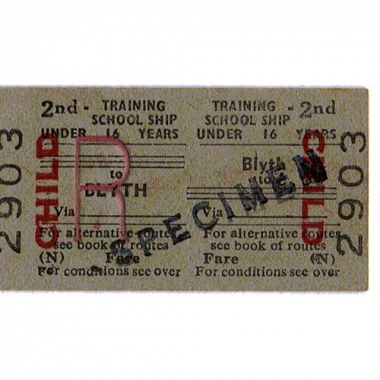 2nd - TRAINING
SCHOOL SHIP
UNDER 16 YEARS
to
BLYTH
Via
For alternative routes
see book of routes
(N) Fare
For conditions see over
2903
CHILD
R
TRAINING - 2nd
SCHOOL SHIP
UNDER 16 YEARS
Blyth
to
Via
For alternative routes
see book of routes
Fare (N)
For conditions see over
CHILD
2903
SPECIMEN